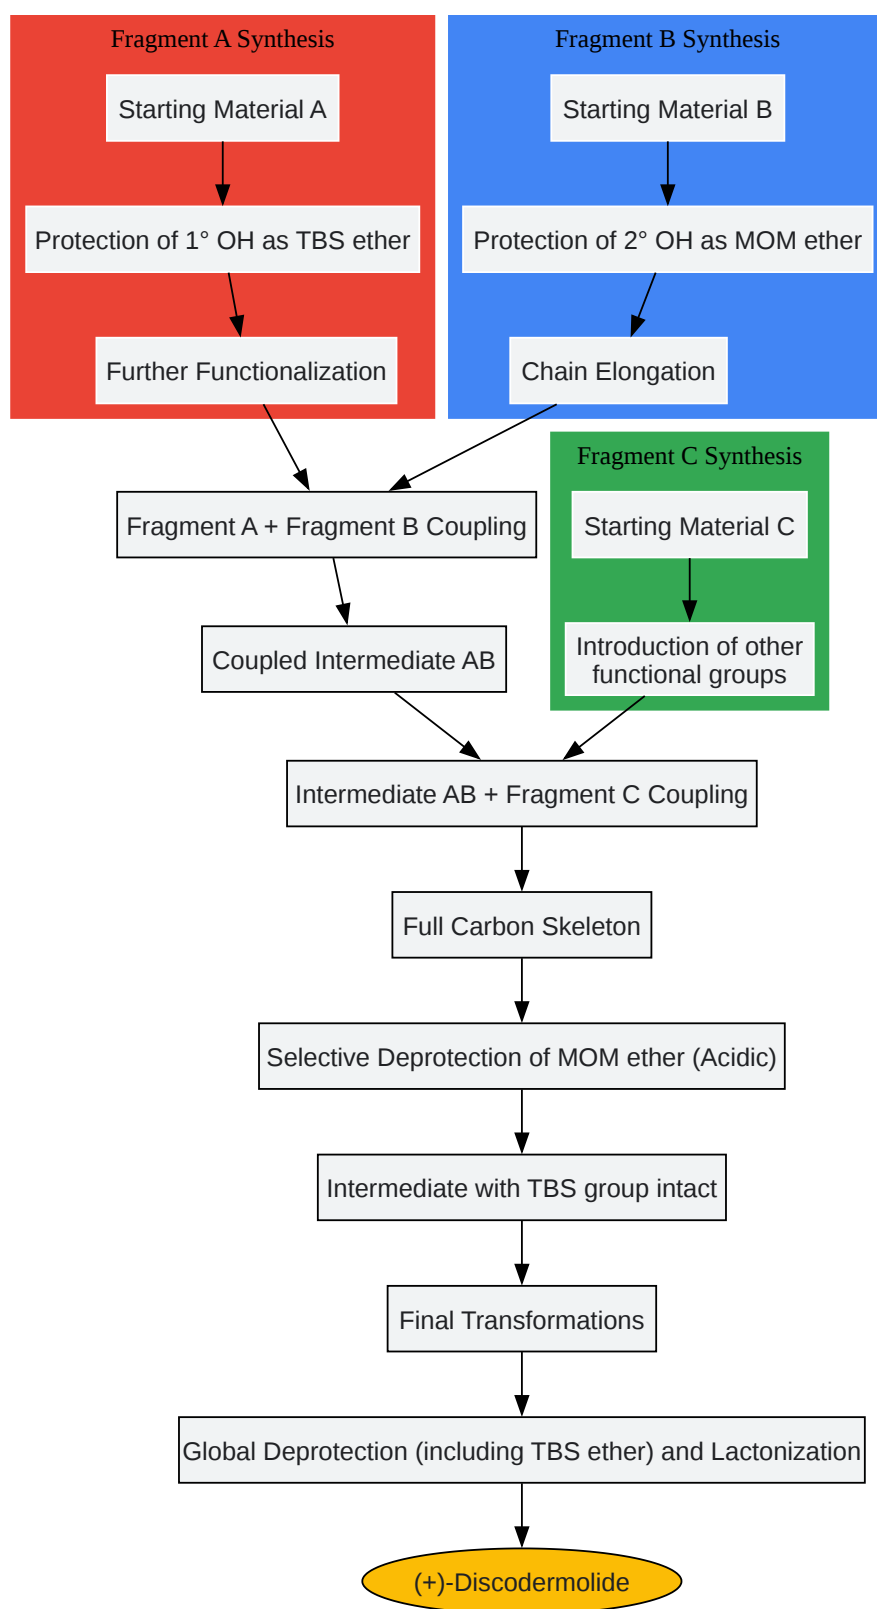 Fragment A Synthesis
Starting Material A
Protection of 1° OH as TBS ether
Further Functionalization
Fragment B Synthesis
Starting Material B
Protection of 2° OH as MOM ether
Chain Elongation
Fragment C Synthesis
Starting Material C
Introduction of other
functional groups
Fragment A + Fragment B Coupling
Coupled Intermediate AB
Intermediate AB + Fragment C Coupling
Full Carbon Skeleton
Selective Deprotection of MOM ether (Acidic)
Intermediate with TBS group intact
Final Transformations
Global Deprotection (including TBS ether) and Lactonization
(+)-Discodermolide